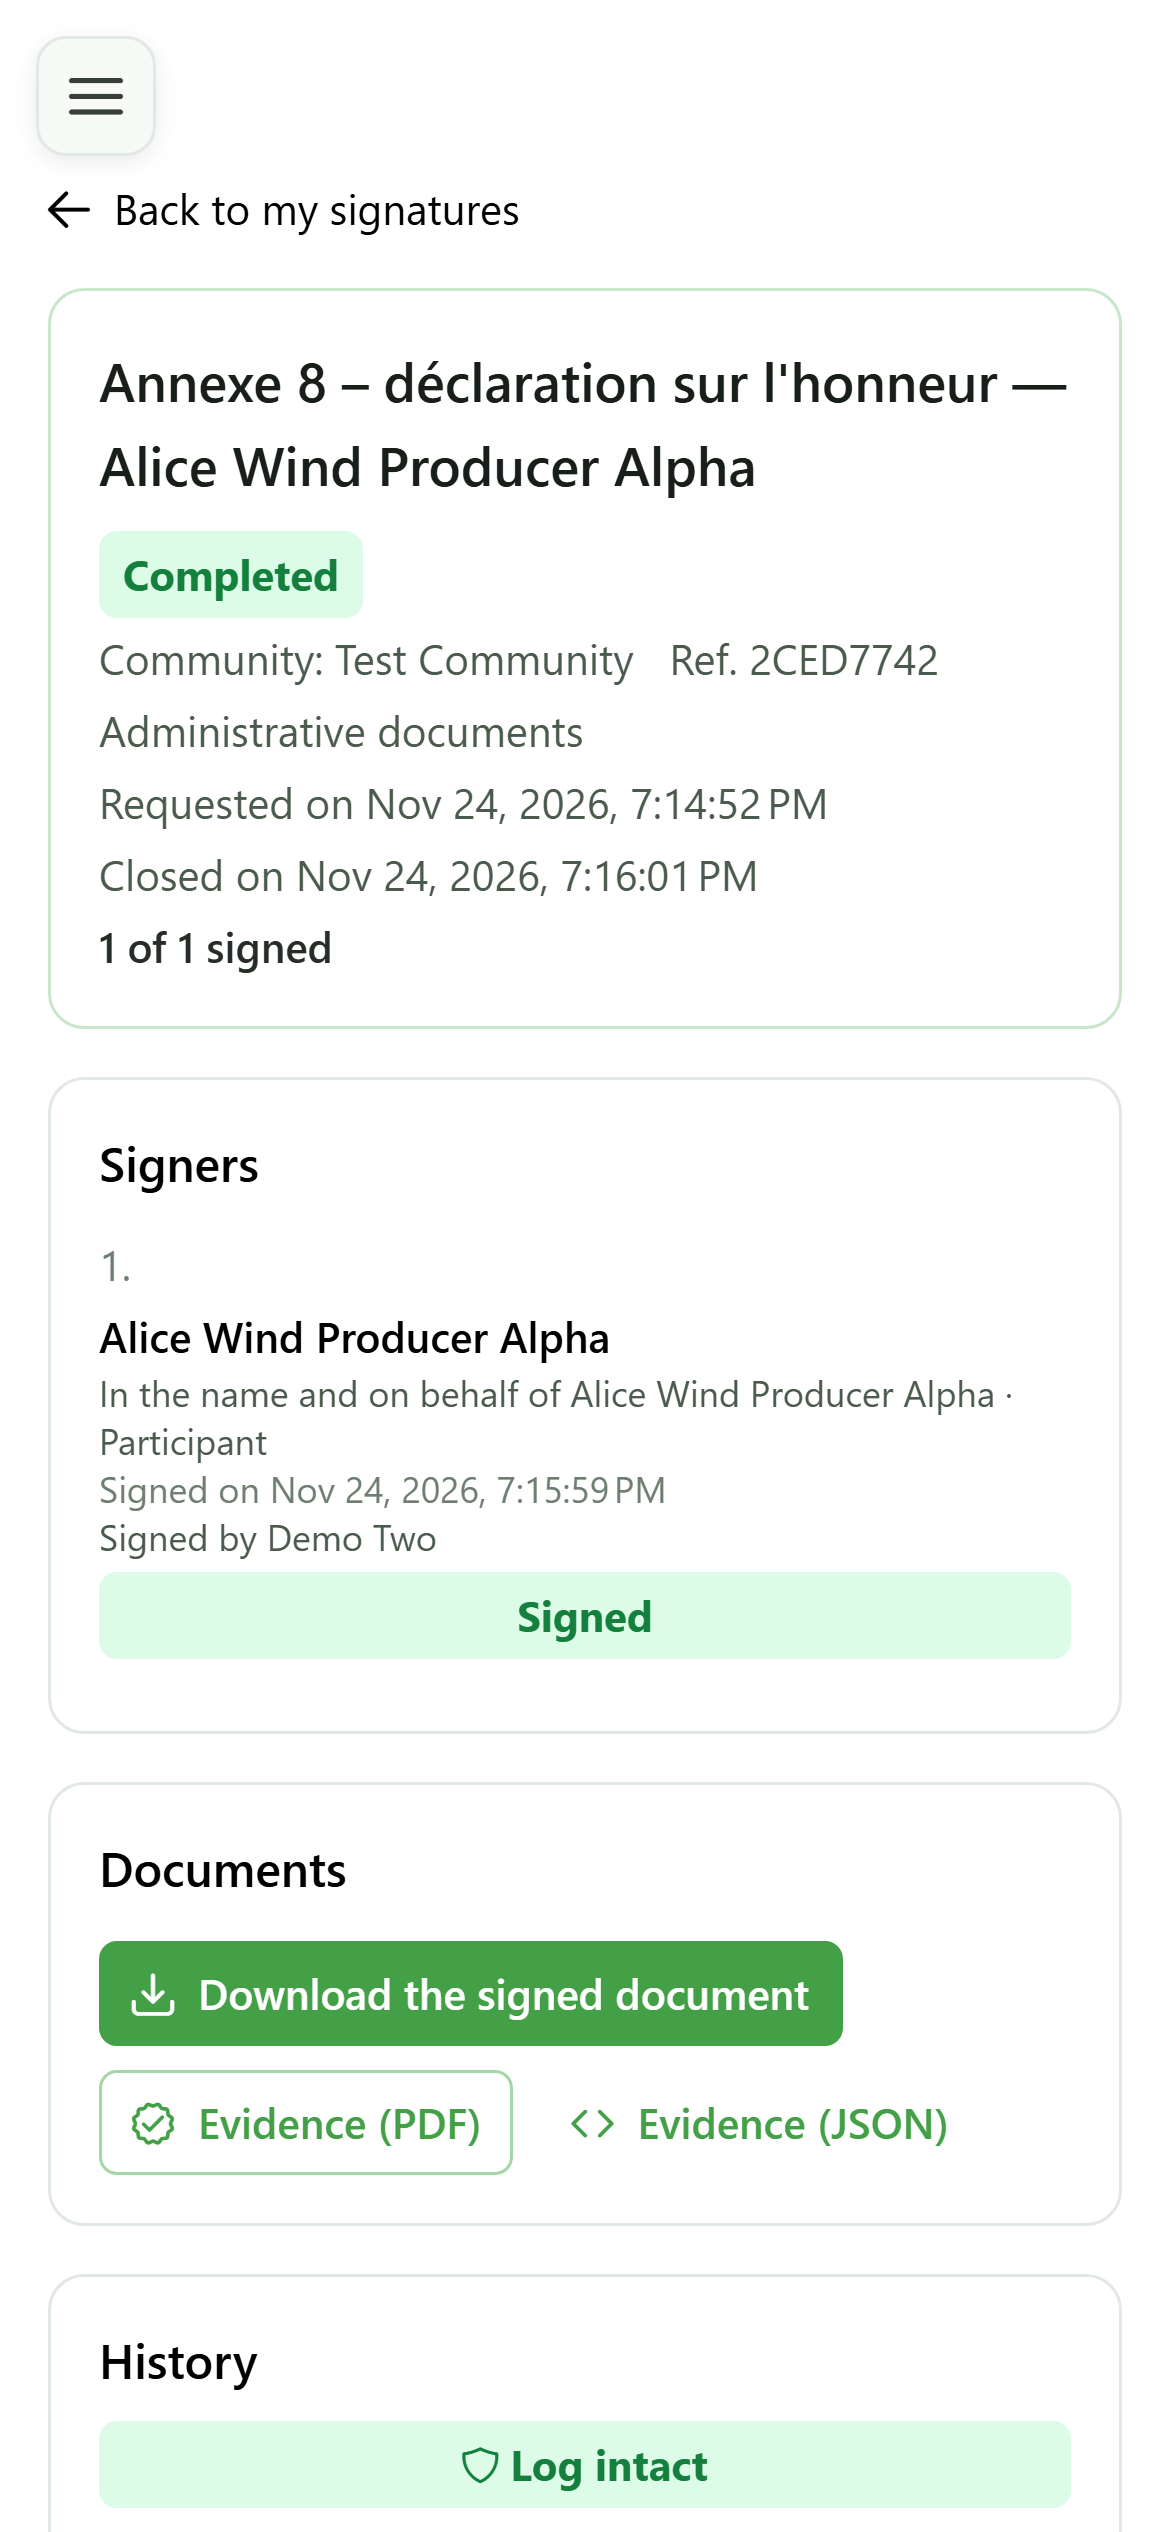 Back to my signatures
Annexe 8 – déclaration sur l'honneur —
Alice Wind Producer Alpha
Completed
Community: Test Community Ref. 2CED7742
Administrative documents
Requested on Nov 24, 2026, 7:14:52 PM
Closed on Nov 24, 2026, 7:16:01 PM
1 of 1 signed
Signers
1.
Alice Wind Producer Alpha
In the name and on behalf of Alice Wind Producer Alpha ·
Participant
Signed on Nov 24, 2026, 7:15:59 PM
Signed by Demo Two
Signed
Documents
Download the signed document
Evidence (PDF) Evidence (JSON)
History
Log intact